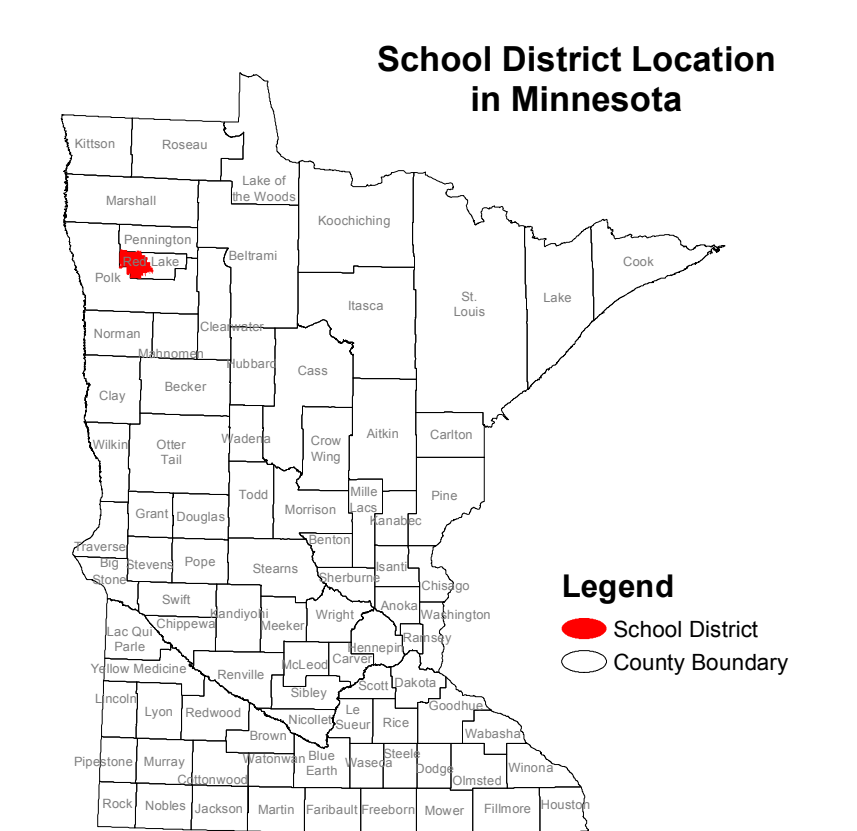 School District Location
in Minnesota
Kittson
Roseau
Lake of
the Woods
Marshall
Koochiching
Pennington
Beltrami
Red Lake
Polk
Cook
St.
Louis
Lake
Itasca
Clearwater
Norman
Mahnomen
Hubbard
Cass
Becker
Clay
Wadena
Crow
Wing
Aitkin
Carlton
Wilkin
Otter
Tail
Todd
Mille
Lacs
Pine
Morrison
Grant
Douglas
Kanabec
Benton
Traverse
Big
Stone
Stevens
Pope
Stearns
Isanti
Sherburne
Chisago
Swift
Kandiyohi
Meeker
Wright
Anoka
Washington
Chippewa
Lac Qui
Parle
Ramsey
Hennepin
Carver
McLeod
Yellow Medicine
Renville
Scott
Dakota
Sibley
Lincoln
Lyon
Redwood
Nicollet
Le
Sueur
Rice
Goodhue
Wabasha
Brown
Pipestone
Murray
Cottonwood
Watonwan
Blue
Earth
Waseca
Steele
Dodge
Olmsted
Winona
Rock
Nobles
Jackson
Martin
Faribault
Freeborn
Mower
Fillmore
Houston
Legend
School District
County Boundary